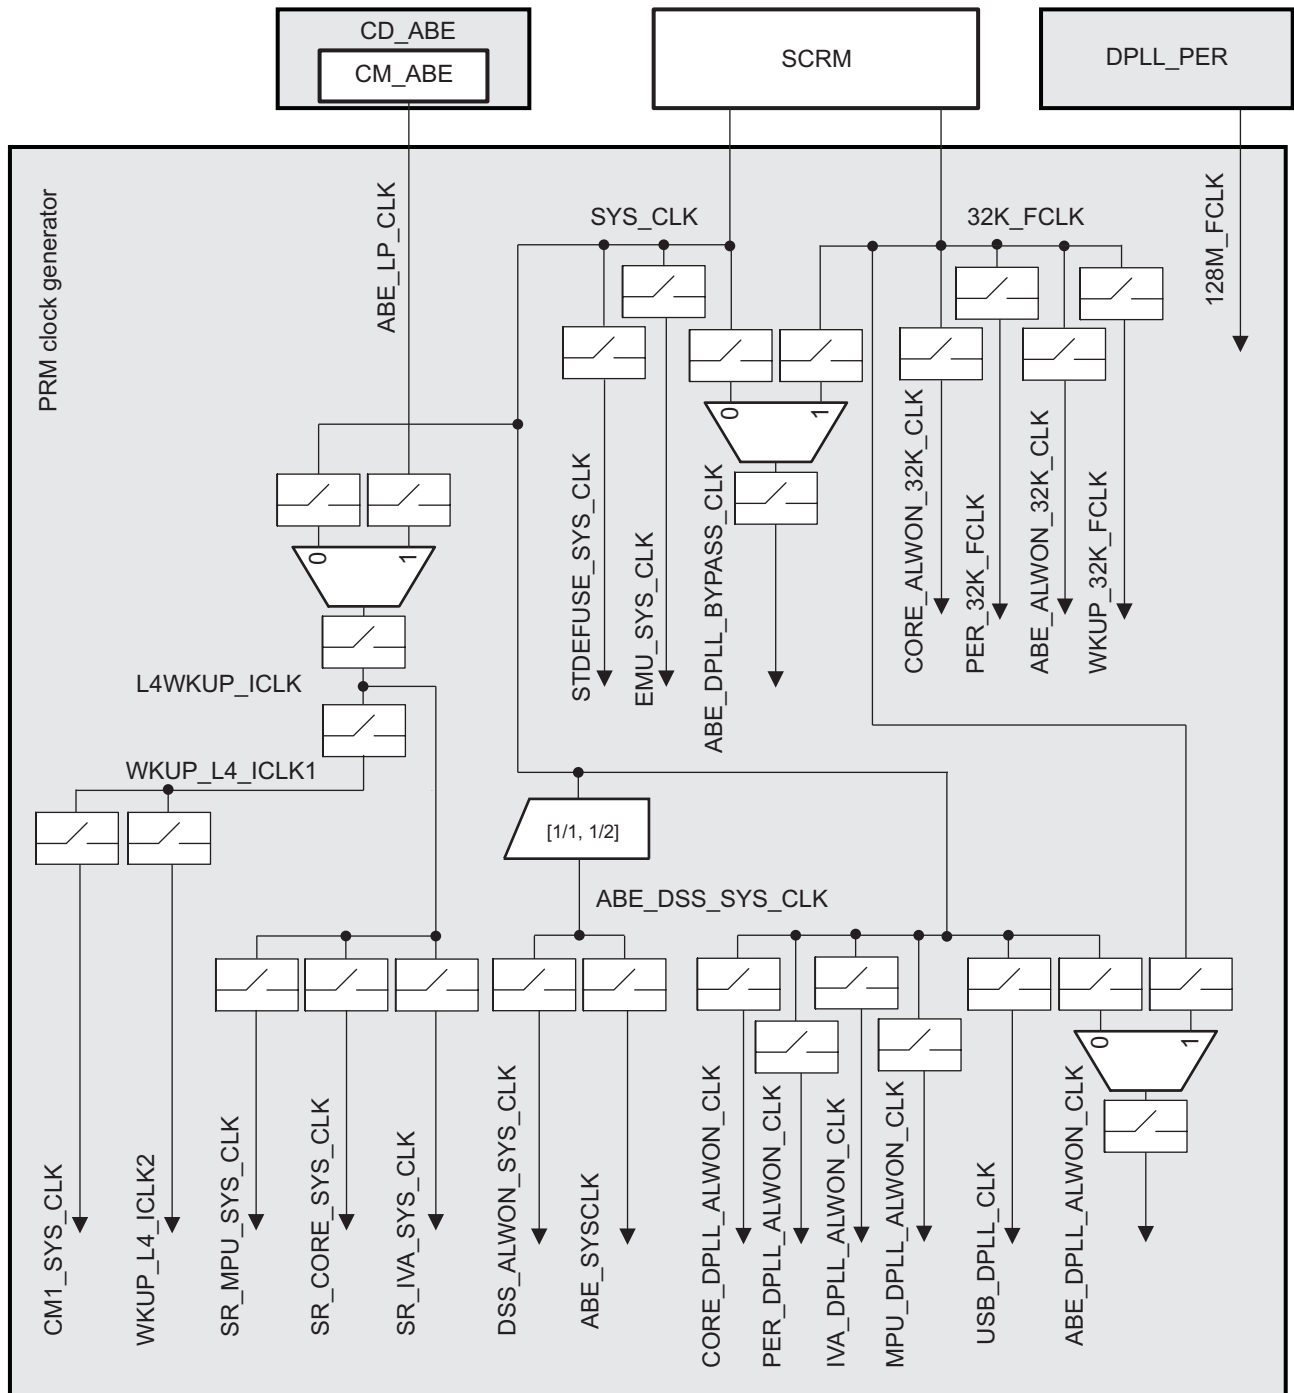 CD_ABE
CM_ABE
SCRM
DPLL_PER
PRM clock generator
ABE_LP_CLK
SYS_CLK
32K_FCLK
128M_FCLK
0
1
0
1
STDEFUSE_SYS_CLK
EMU_SYS_CLK
ABE_DPLL_BYPASS_CLK
CORE_ALWON_32K_CLK
PER_32K_FCLK
ABE_ALWON_32K_CLK
WKUP_32K_FCLK
L4WKUP_ICLK
WKUP_L4_ICLK1
[1/1, 1/2]
ABE_DSS_SYS_CLK
0
1
CM1_SYS_CLK
WKUP_L4_ICLK2
SR_MPU_SYS_CLK
SR_CORE_SYS_CLK
SR_IVA_SYS_CLK
DSS_ALWON_SYS_CLK
ABE_SYSCLK
CORE_DPLL_ALWON_CLK
PER_DPLL_ALWON_CLK
IVA_DPLL_ALWON_CLK
MPU_DPLL_ALWON_CLK
USB_DPLL_CLK
ABE_DPLL_ALWON_CLK